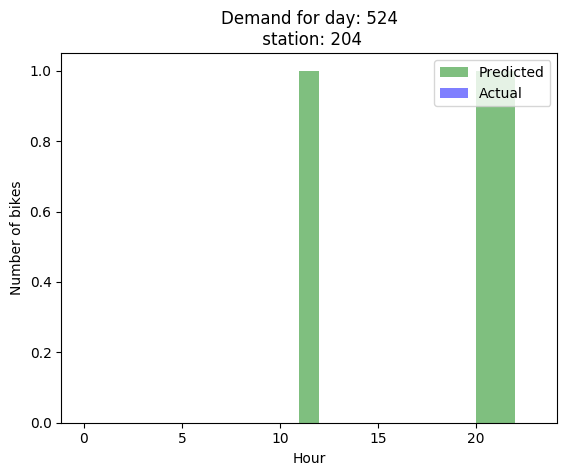 Demand for day: 524
station: 204
Predicted
Actual
Number of bikes
1.0
0.8
0.6
0.4
0.2
0.0
0 5 10 15 20
Hour